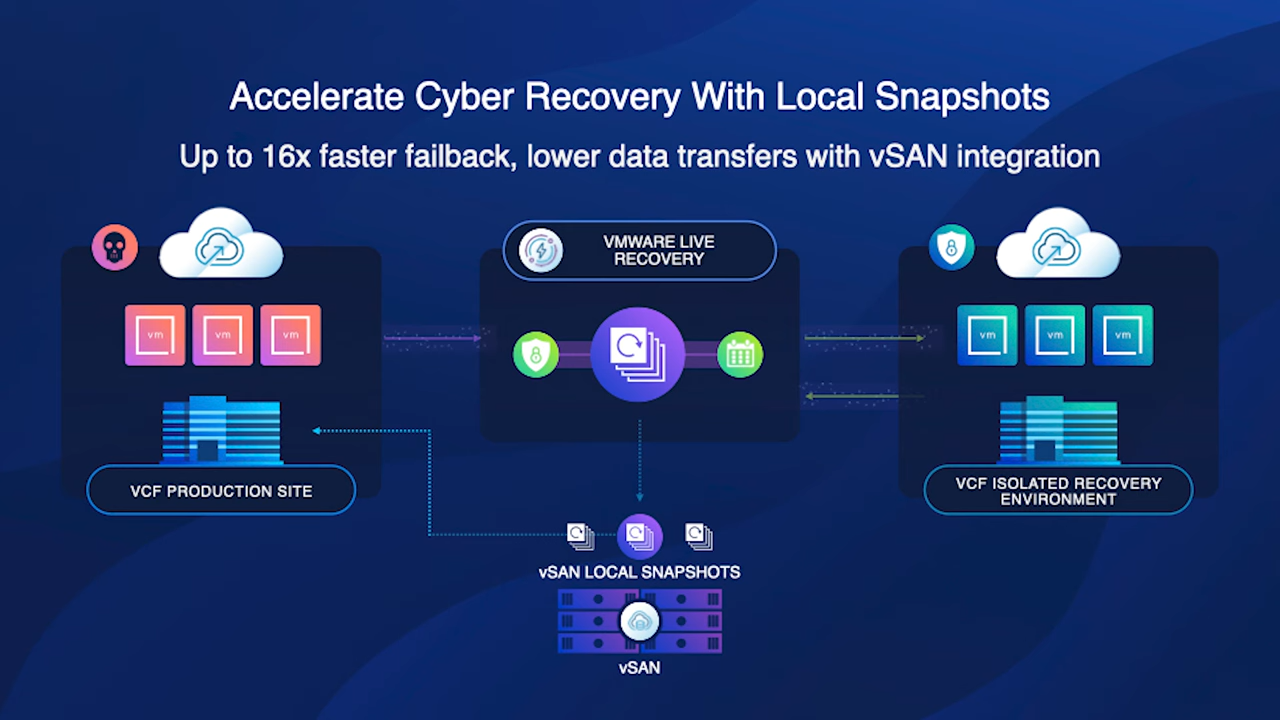 Accelerate Cyber Recovery With Local Snapshots
Up to 16x faster failback, lower data transfers with vSAN integration
VMWARE LIVE
RECOVERY
vm vm vm
vm vm vm
VCF PRODUCTION SITE
VCF ISOLATED RECOVERY
ENVIRONMENT
vSAN LOCAL SNAPSHOTS
vSAN